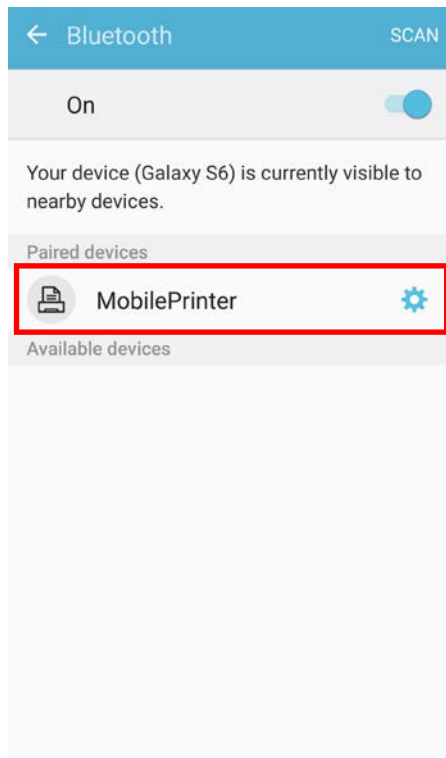 Bluetooth SCAN
On
Your device (Galaxy S6) is currently visible to
nearby devices.
Paired devices
MobilePrinter
Available devices